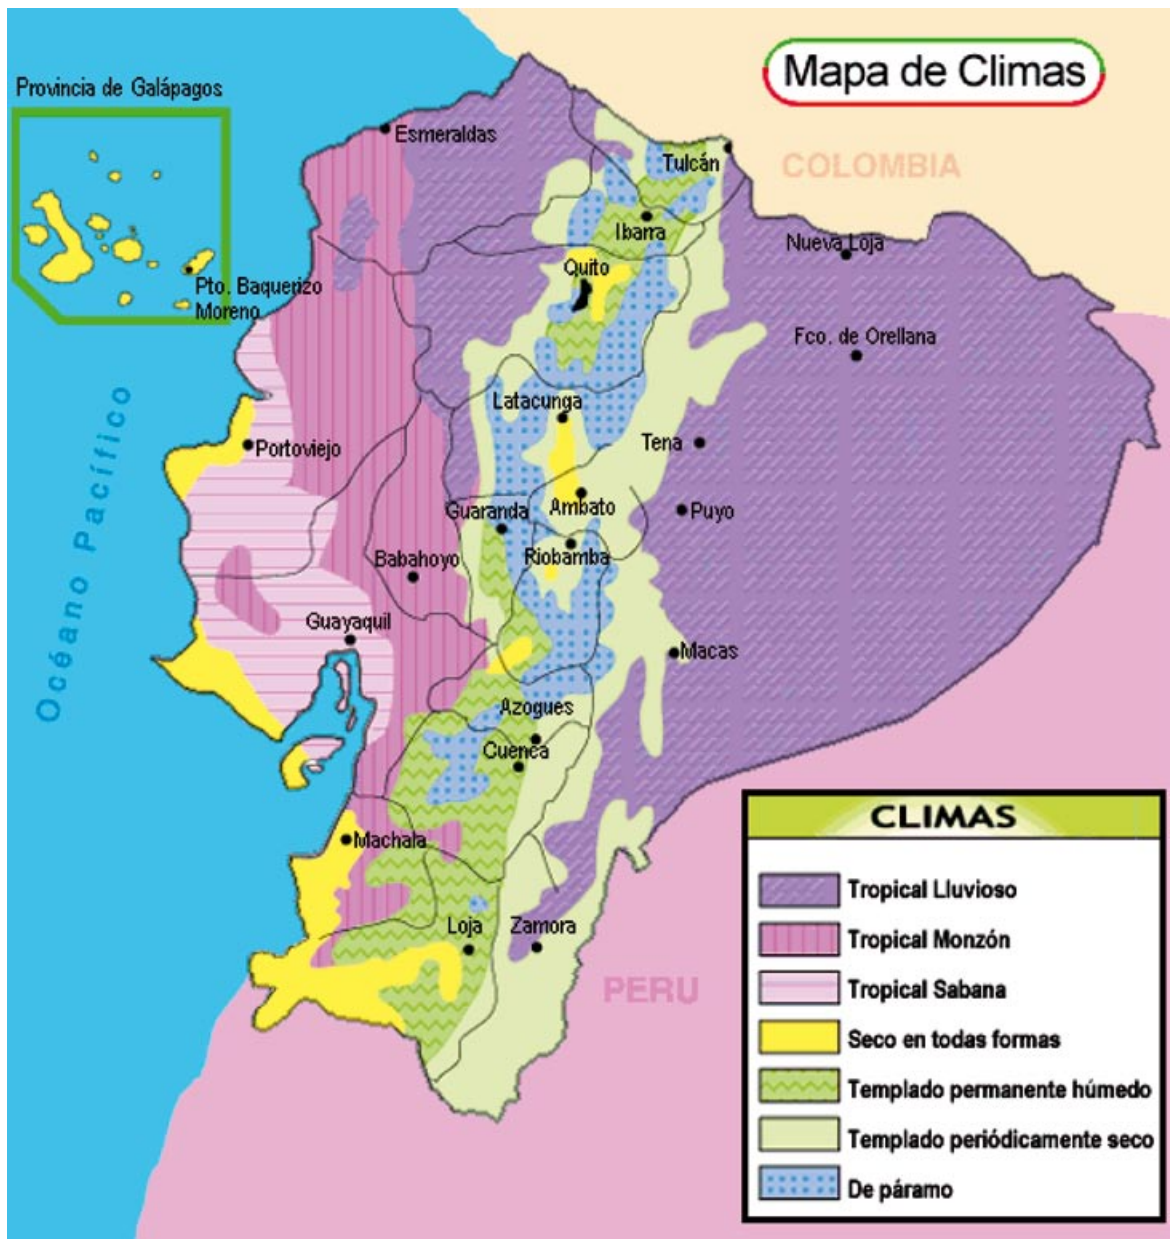 Mapa de Climas
Provincia de Galápagos
Esmeraldas
Tulcán
COLOMBIA
Ibarra
Nueva Loja
Quito
Pto. Baquerizo
Moreno
Fco. de Orellana
Latacunga
Océano Pacífico
Portoviejo
Tena
Ambato
Guaranda
Puyo
Riobamba
Babahoyo
Guayaquil
Macas
Azogues
Cuenca
Machala
Loja
Zamora
PERU
CLIMAS
Tropical Lluvioso
Tropical Monzón
Tropical Sabana
Seco en todas formas
Templado permanente húmedo
Templado periódicamente seco
De páramo